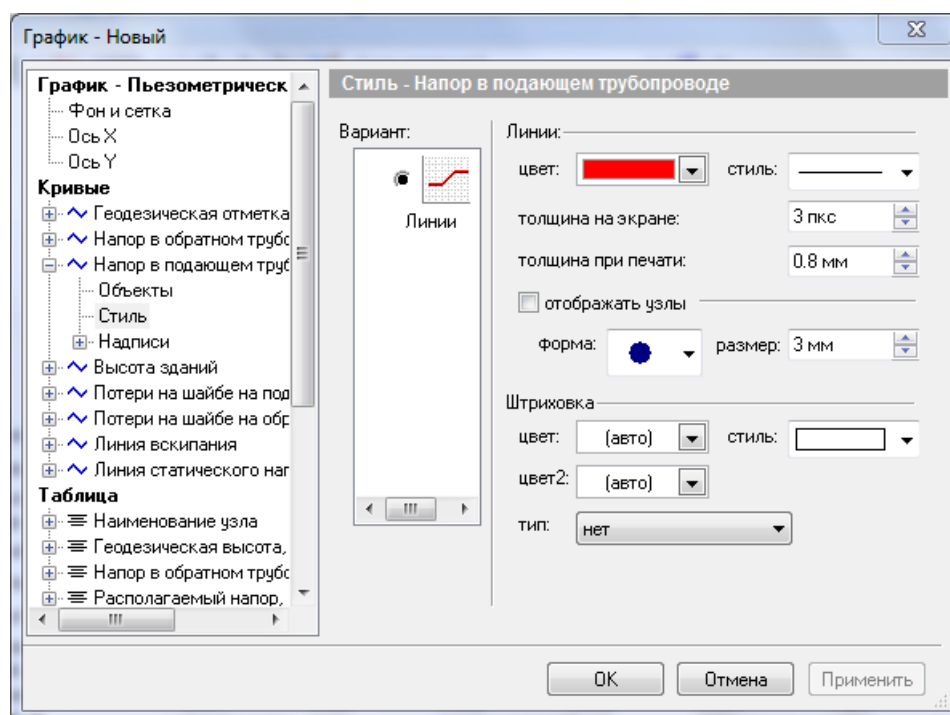 График - Новый
График - Пьезометрическ
Фон и сетка
Ось X
Ось Y
Кривые
Геодезическая отметка
Напор в обратном трубс
Напор в подающем труб
Объекты
Стиль
Надписи
Высота зданий
Потери на шайбе на под
Потери на шайбе на обр
Линия вскипания
Линия статического наг
Таблица
Наименование узла
Геодезическая высота,
Напор в обратном трубс
Располагаемый напор,
Стиль - Напор в подающем трубопроводе
Вариант:
Линии
Линии:
цвет:
стиль:
толщина на экране:
3 пкс
толщина при печати:
0.8 мм
отображать узлы
форма:
размер:
3 мм
Штриховка
цвет:
(авто)
стиль:
цвет2:
(авто)
тип:
нет
OK
Отмена
Применить